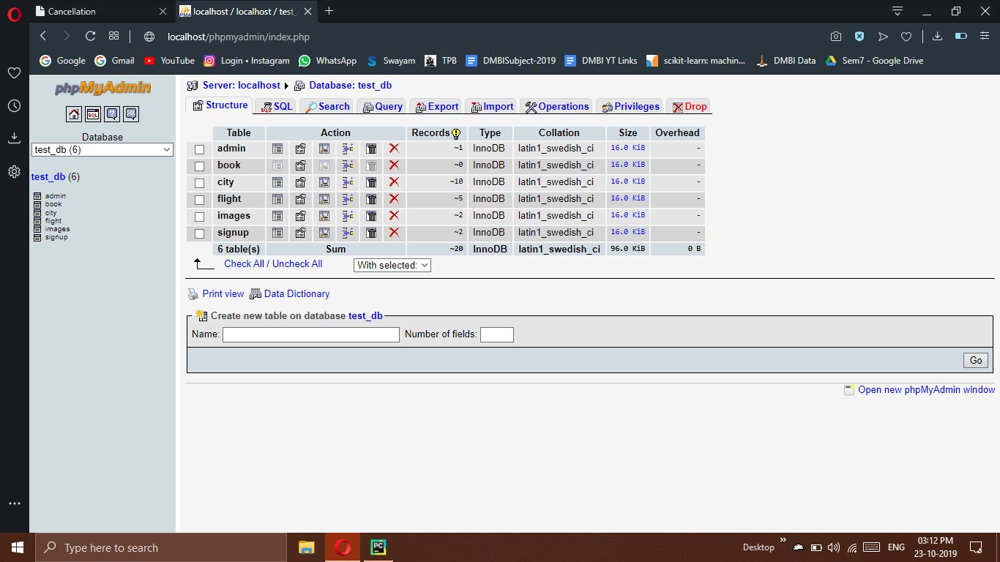 Cancellation
localhost / localhost / test_
localhost/phpmyadmin/index.php
Google Gmail YouTube Login • Instagram WhatsApp Swayam TPB DMBISubject-2019 DMBI YT Links scikit-learn: machin... DMBI Data Sem7 - Google Drive
phpMyAdmin
SQL
Database
test_db (6)
test_db (6)
admin
book
city
flight
images
signup
Server: localhost Database: test_db
Structure SQL Search Query Export Import Operations Privileges Drop
Table Action Records Type Collation Size Overhead
admin ~1 InnoDB latin1_swedish_ci 16.0 KiB -
book ~0 InnoDB latin1_swedish_ci 16.0 KiB -
city ~10 InnoDB latin1_swedish_ci 16.0 KiB -
flight ~5 InnoDB latin1_swedish_ci 16.0 KiB -
images ~2 InnoDB latin1_swedish_ci 16.0 KiB -
signup ~2 InnoDB latin1_swedish_ci 16.0 KiB -
6 table(s) Sum ~20 InnoDB latin1_swedish_ci 96.0 KiB 0 B
Check All / Uncheck All With selected:
Print view Data Dictionary
Create new table on database test_db
Name: Number of fields:
Go
Open new phpMyAdmin window
Type here to search
PC
Desktop
ENG
03:12 PM
23-10-2019